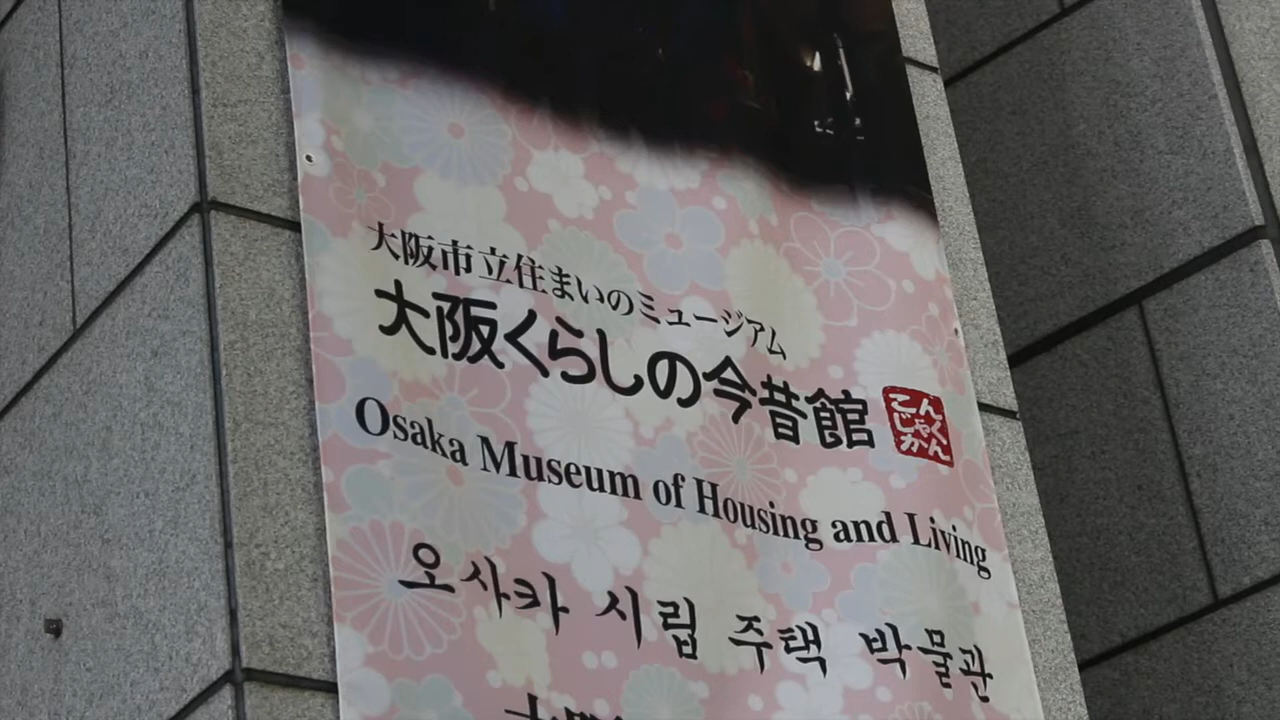 大阪市立住まいのミュージアム
大阪くらしの今昔館
こん
じゃく
かん
Osaka Museum of Housing and Living
오사카 시립 주택 박물관